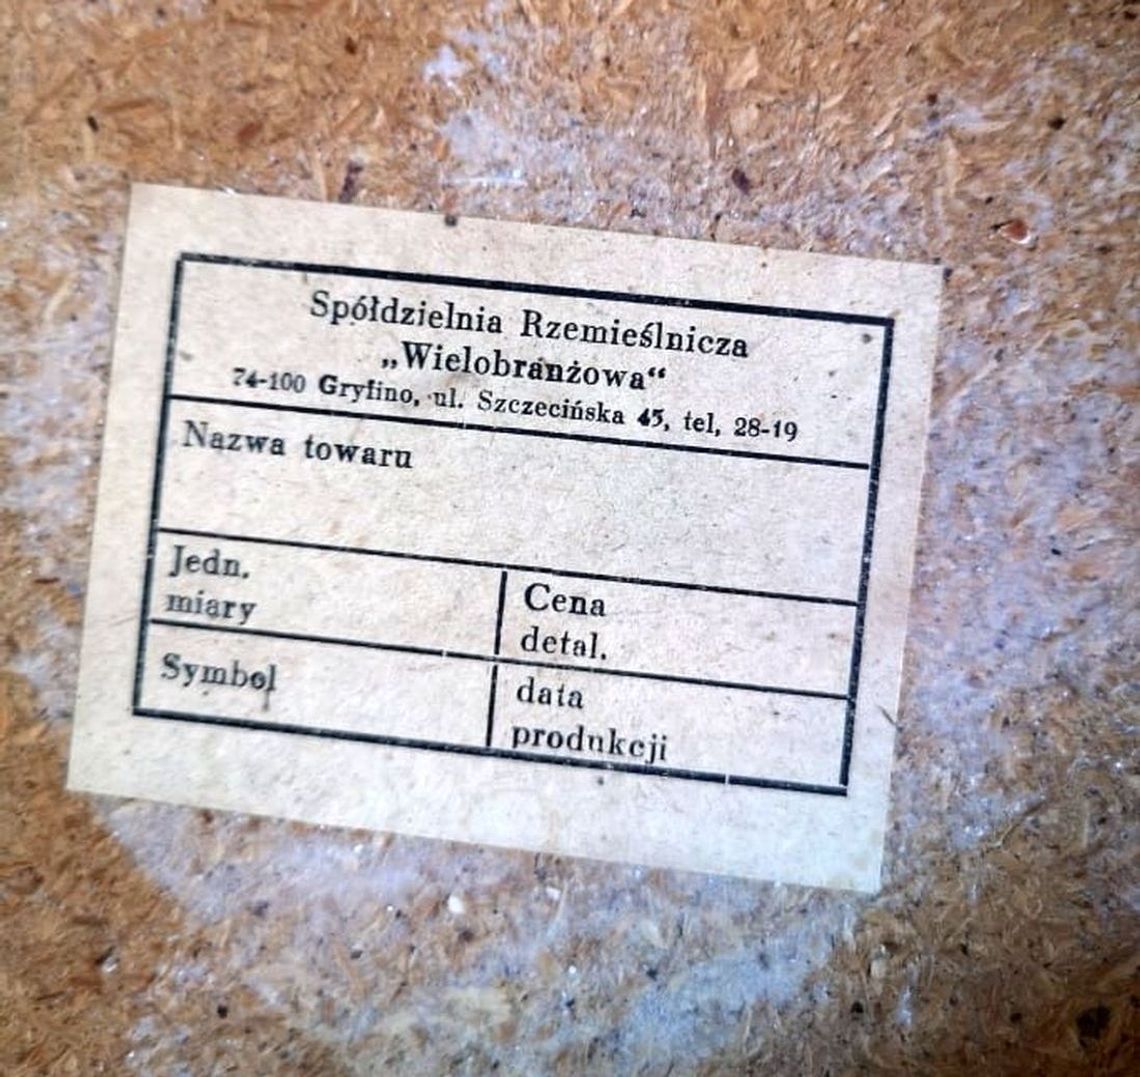 Spółdzielnia Rzemieślnicza
„Wielobranżowa“
74-100 Gryfino, ul. Szczecińska 45, tel, 28-19
Nazwa towaru
Jedn.
miary
Cena
detal.
Symbol
data
produkcji